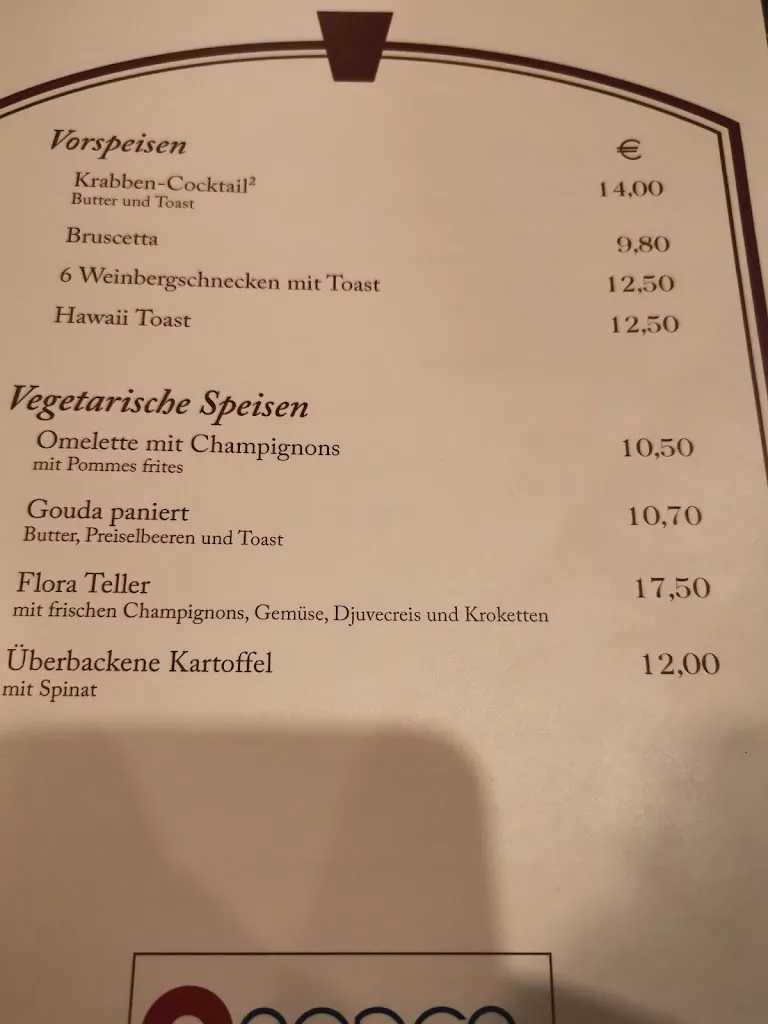 Vorspeisen €
Krabben-Cocktail² 14,00
Butter und Toast
Bruscetta 9,80
6 Weinbergschnecken mit Toast 12,50
Hawaii Toast 12,50
Vegetarische Speisen
Omelette mit Champignons 10,50
mit Pommes frites
Gouda paniert 10,70
Butter, Preiselbeeren und Toast
Flora Teller 17,50
mit frischen Champignons, Gemüse, Djuvecreis und Kroketten
Überbackene Kartoffel 12,00
mit Spinat